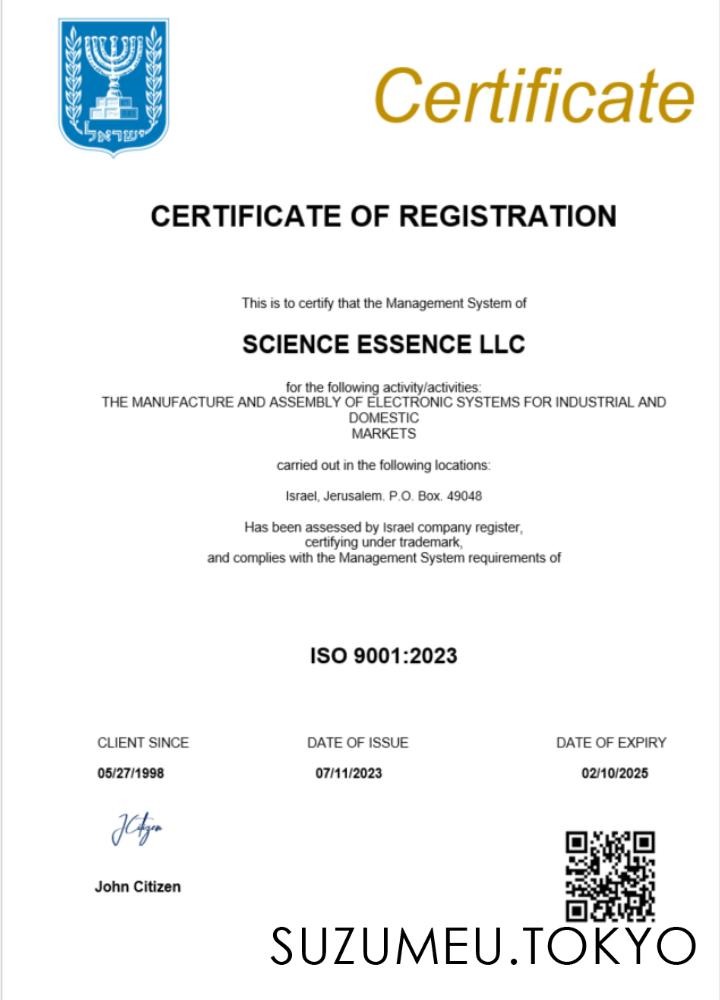 ישראל
Certificate
CERTIFICATE OF REGISTRATION
This is to certify that the Management System of
SCIENCE ESSENCE LLC
for the following activity/activities:
THE MANUFACTURE AND ASSEMBLY OF ELECTRONIC SYSTEMS FOR INDUSTRIAL AND
DOMESTIC
MARKETS
carried out in the following locations:
Israel, Jerusalem. P.O. Box. 49048
Has been assessed by Israel company register,
certifying under trademark,
and complies with the Management System requirements of
ISO 9001:2023
CLIENT SINCE DATE OF ISSUE DATE OF EXPIRY
05/27/1998 07/11/2023 02/10/2025
JCitizen
John Citizen
SUZUMEU.TOKYO